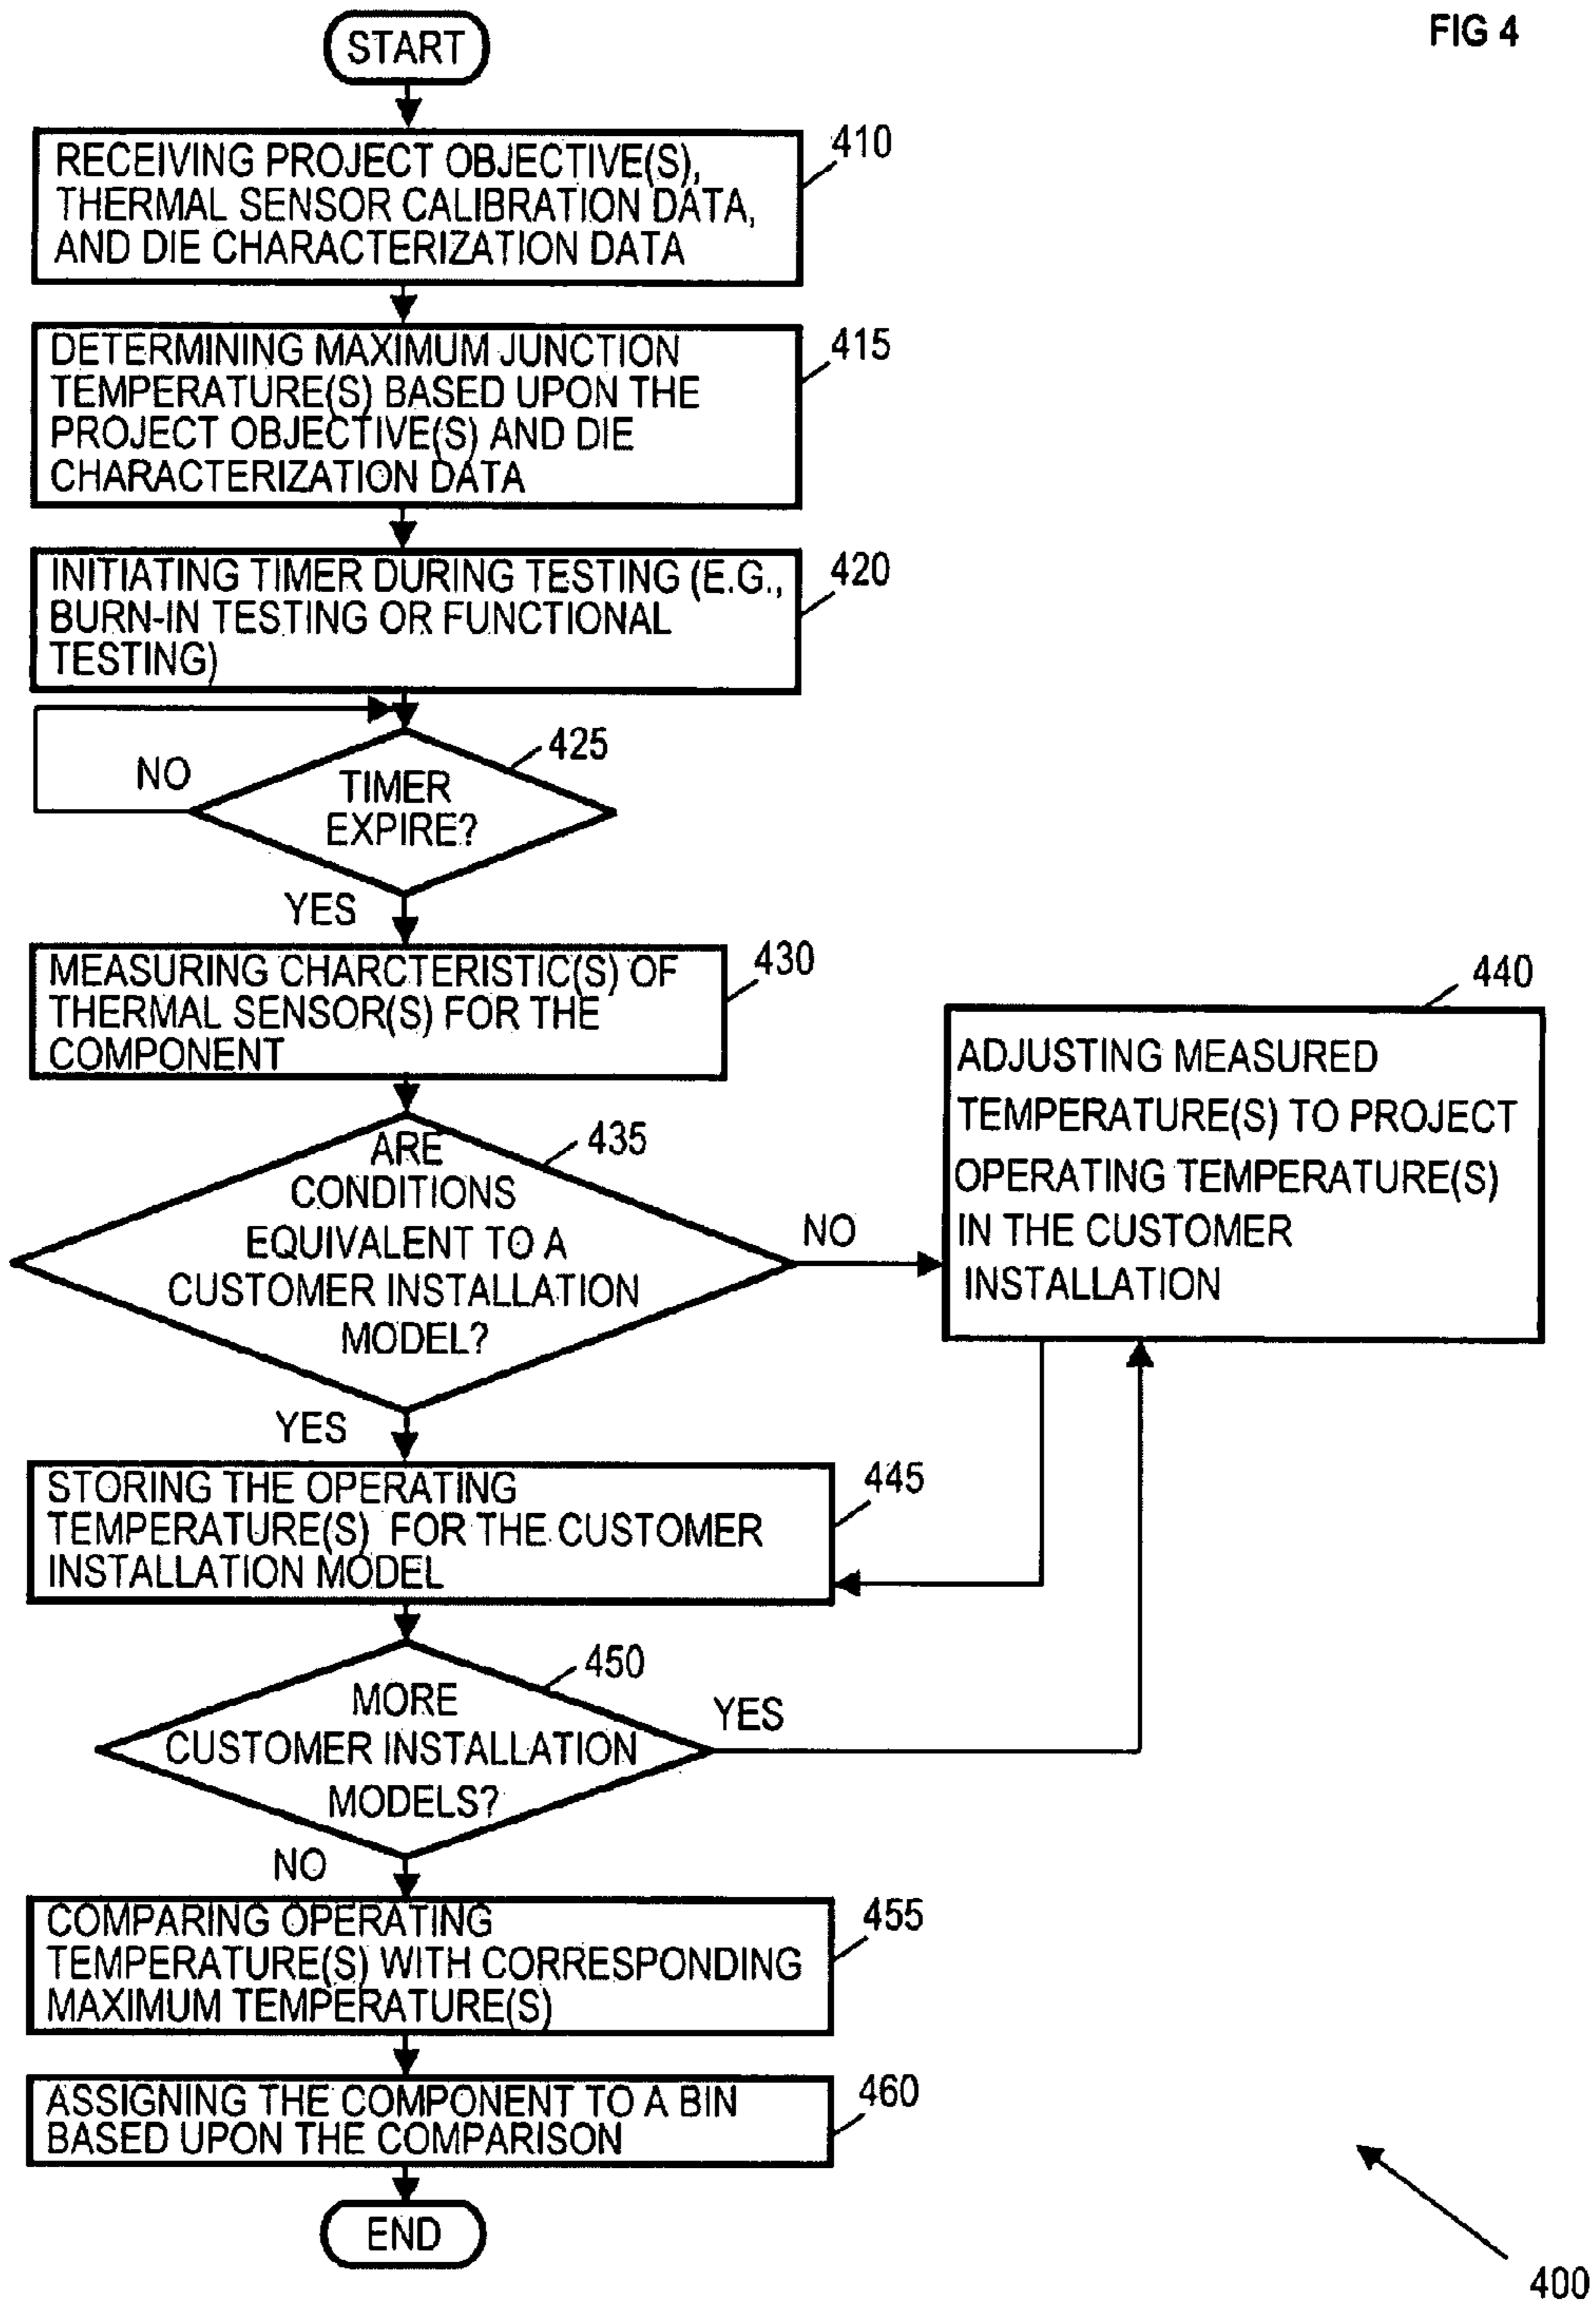 FIG 4
START
410
RECEIVING PROJECT OBJECTIVE(S),
THERMAL SENSOR CALIBRATION DATA,
AND DIE CHARACTERIZATION DATA
415
DETERMINING MAXIMUM JUNCTION
TEMPERATURE(S) BASED UPON THE
PROJECT OBJECTIVE(S) AND DIE
CHARACTERIZATION DATA
420
INITIATING TIMER DURING TESTING (E.G.,
BURN-IN TESTING OR FUNCTIONAL
TESTING)
425
NO
TIMER
EXPIRE?
YES
430
MEASURING CHARCTERISTIC(S) OF
THERMAL SENSOR(S) FOR THE
COMPONENT
435
ARE
CONDITIONS
EQUIVALENT TO A
CUSTOMER INSTALLATION
MODEL?
NO
440
ADJUSTING MEASURED
TEMPERATURE(S) TO PROJECT
OPERATING TEMPERATURE(S)
IN THE CUSTOMER
INSTALLATION
YES
445
STORING THE OPERATING
TEMPERATURE(S) FOR THE CUSTOMER
INSTALLATION MODEL
450
MORE
CUSTOMER INSTALLATION
MODELS?
YES
NO
455
COMPARING OPERATING
TEMPERATURE(S) WITH CORRESPONDING
MAXIMUM TEMPERATURE(S)
460
ASSIGNING THE COMPONENT TO A BIN
BASED UPON THE COMPARISON
END
400